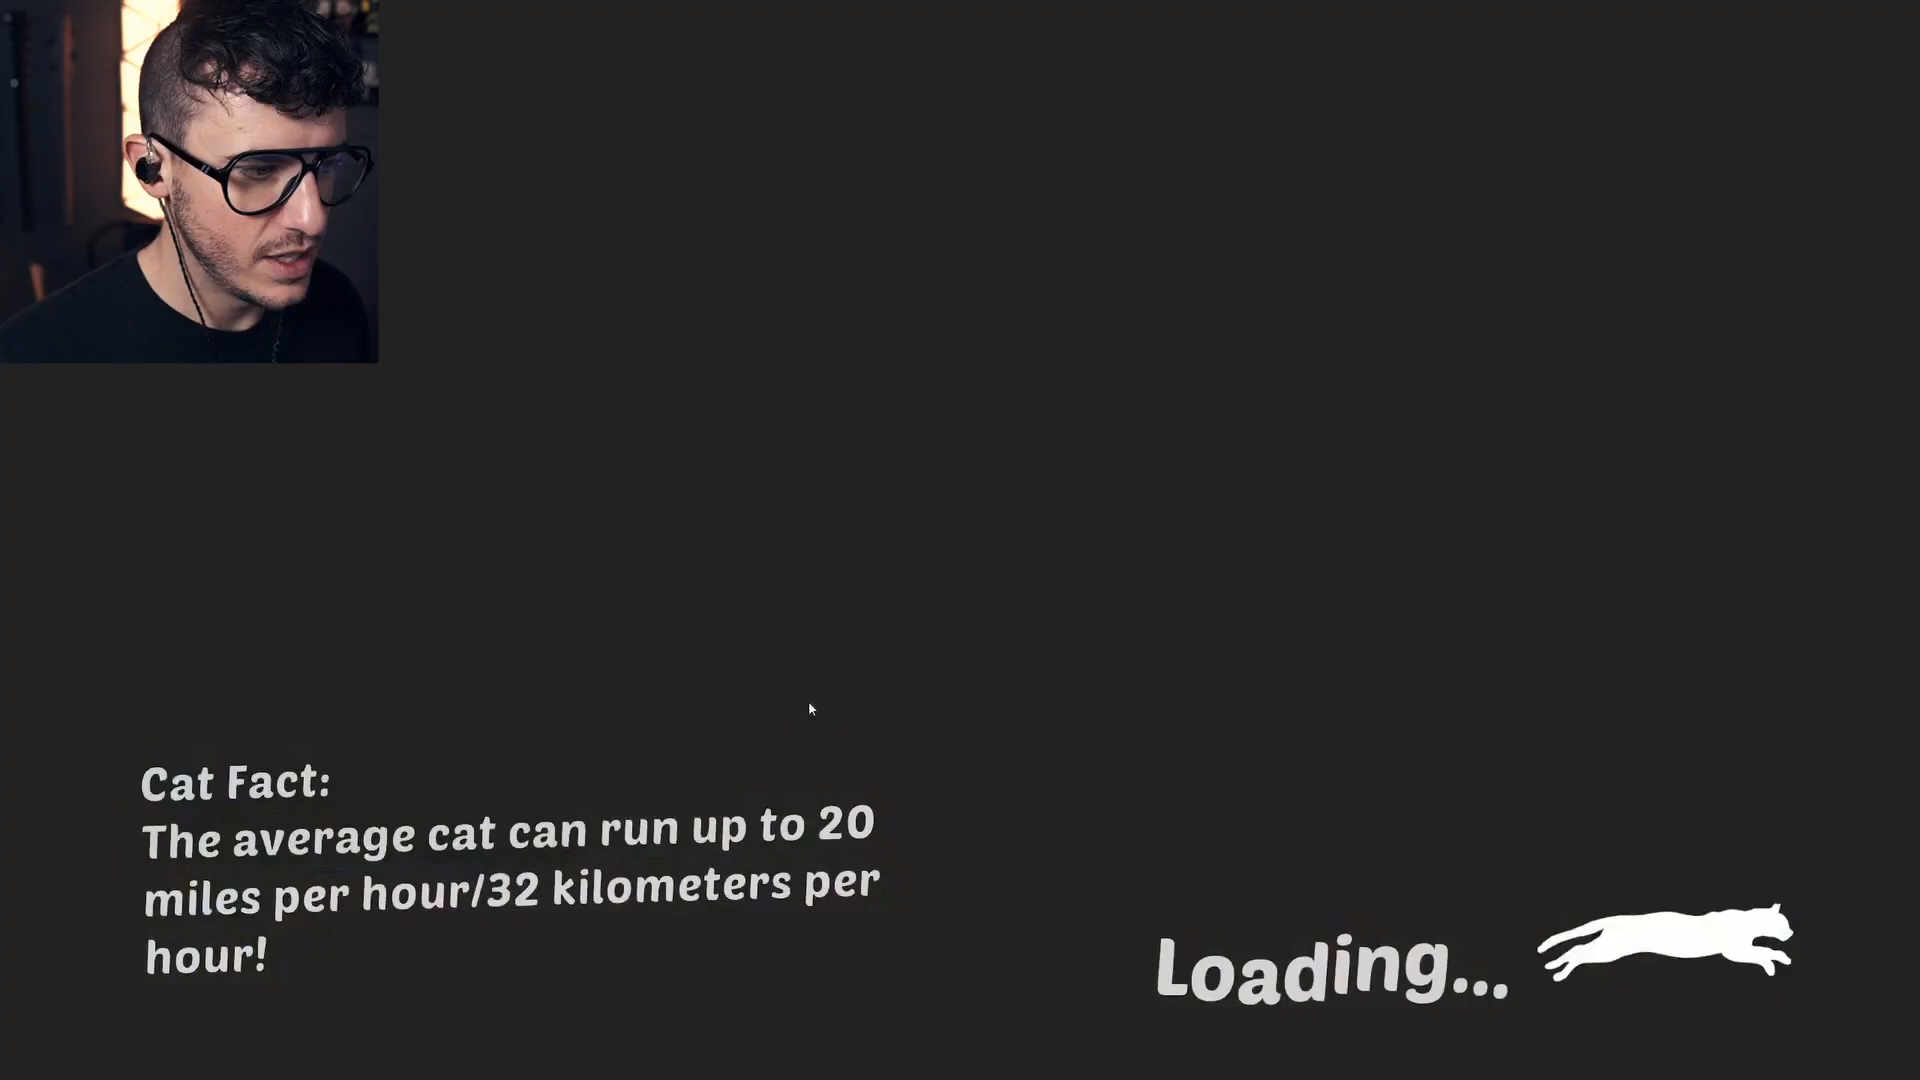 Cat Fact:
The average cat can run up to 20
miles per hour/32 kilometers per
hour!
Loading...